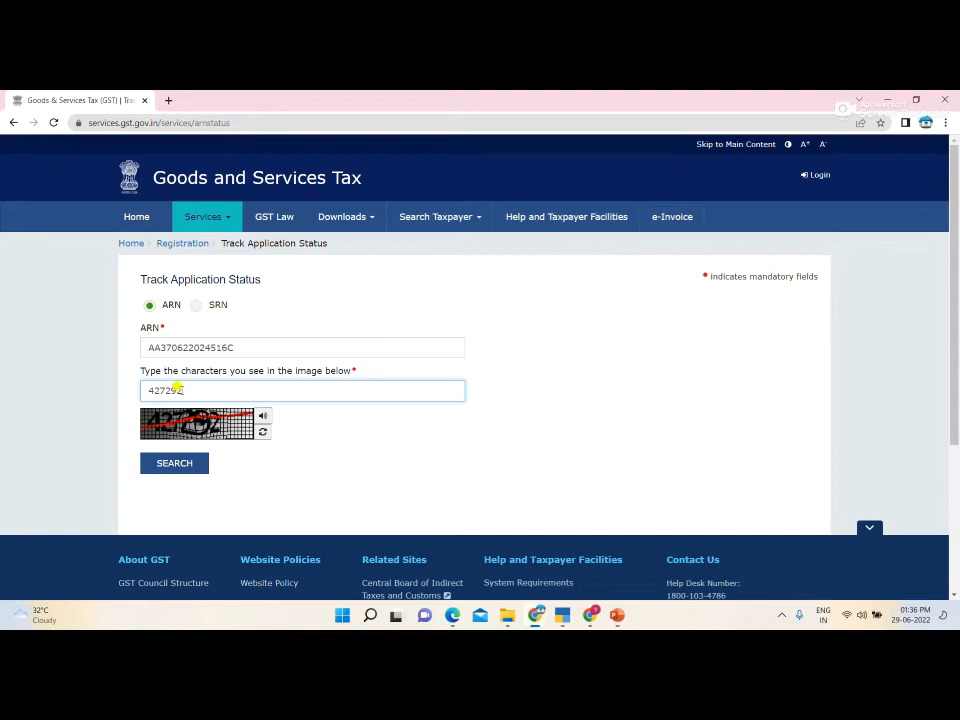 Goods & Services Tax (GST) | Tra
Apowersoft
services.gst.gov.in/services/arnstatus
Skip to Main Content A+ A-
Goods and Services Tax
Login
Home Services GST Law Downloads Search Taxpayer Help and Taxpayer Facilities e-Invoice
Home Registration Track Application Status
Track Application Status
• indicates mandatory fields
ARN SRN
ARN•
AA370622024516C
Type the characters you see in the image below•
427292
SEARCH
About GST Website Policies Related Sites Help and Taxpayer Facilities Contact Us
GST Council Structure Website Policy Central Board of Indirect Taxes and Customs System Requirements Help Desk Number: 1800-103-4786
32°C
Cloudy
ENG
IN
01:36 PM
29-06-2022